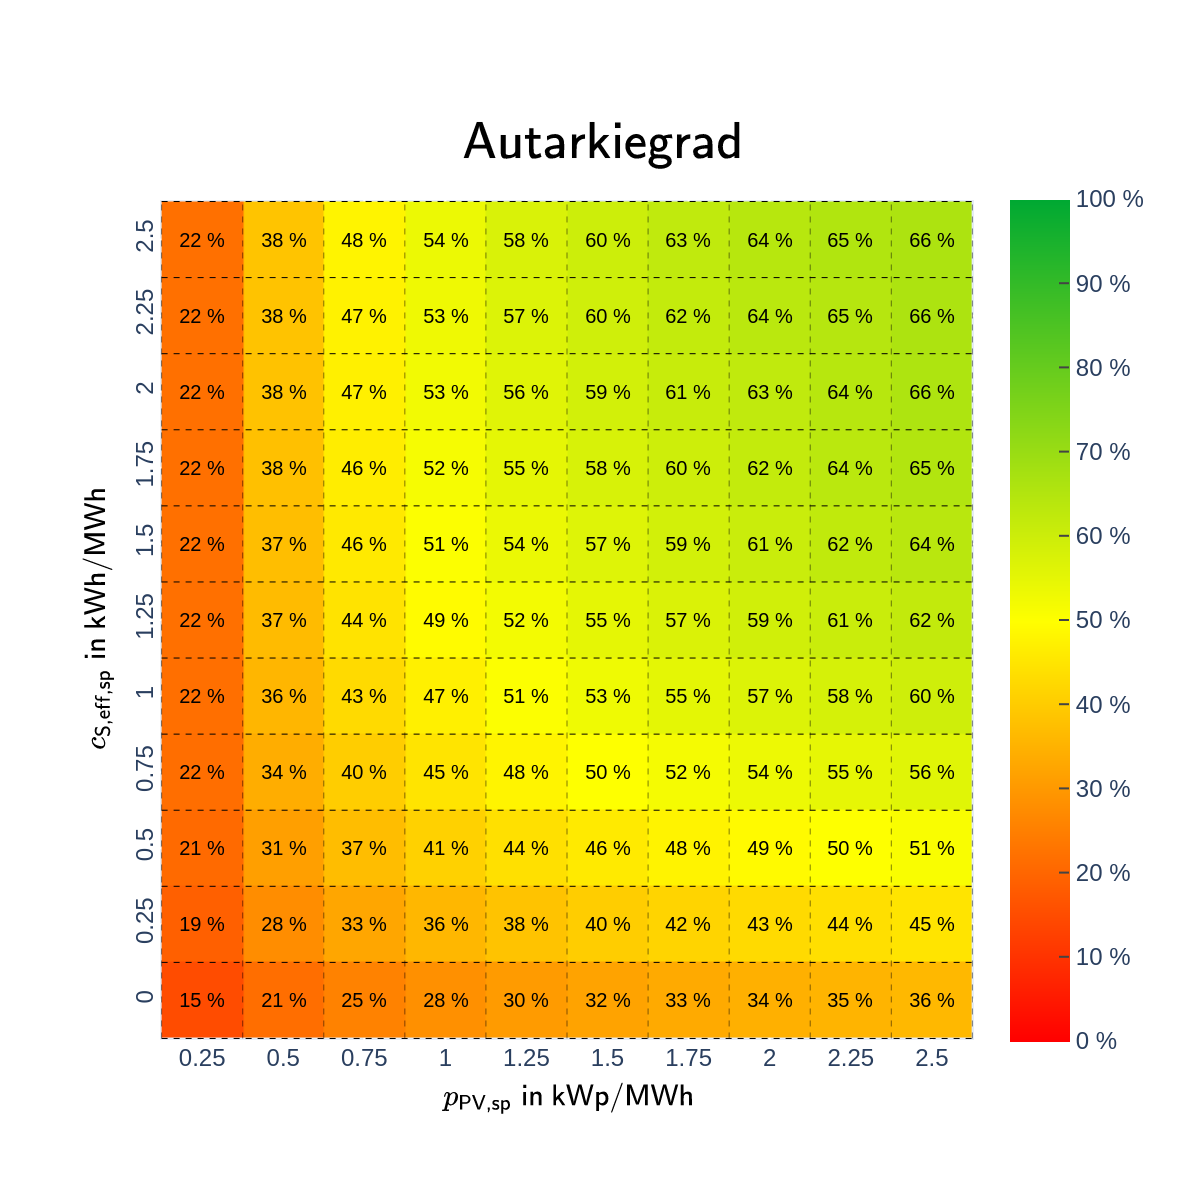 Autarkiegrad
100 %
2.5 22 % 38 % 48 % 54 % 58 % 60 % 63 % 64 % 65 % 66 %
90 %
2.25 22 % 38 % 47 % 53 % 57 % 60 % 62 % 64 % 65 % 66 %
80 %
2 22 % 38 % 47 % 53 % 56 % 59 % 61 % 63 % 64 % 66 %
70 %
1.75 22 % 38 % 46 % 52 % 55 % 58 % 60 % 62 % 64 % 65 %
60 %
1.5 22 % 37 % 46 % 51 % 54 % 57 % 59 % 61 % 62 % 64 %
50 %
1.25 22 % 37 % 44 % 49 % 52 % 55 % 57 % 59 % 61 % 62 %
1 22 % 36 % 43 % 47 % 51 % 53 % 55 % 57 % 58 % 60 %
40 %
0.75 22 % 34 % 40 % 45 % 48 % 50 % 52 % 54 % 55 % 56 %
30 %
0.5 21 % 31 % 37 % 41 % 44 % 46 % 48 % 49 % 50 % 51 %
20 %
0.25 19 % 28 % 33 % 36 % 38 % 40 % 42 % 43 % 44 % 45 %
10 %
0 15 % 21 % 25 % 28 % 30 % 32 % 33 % 34 % 35 % 36 %
0 %
0.25 0.5 0.75 1 1.25 1.5 1.75 2 2.25 2.5
p PV,sp in kWp/MWh
c S,eff,sp in kWh/MWh